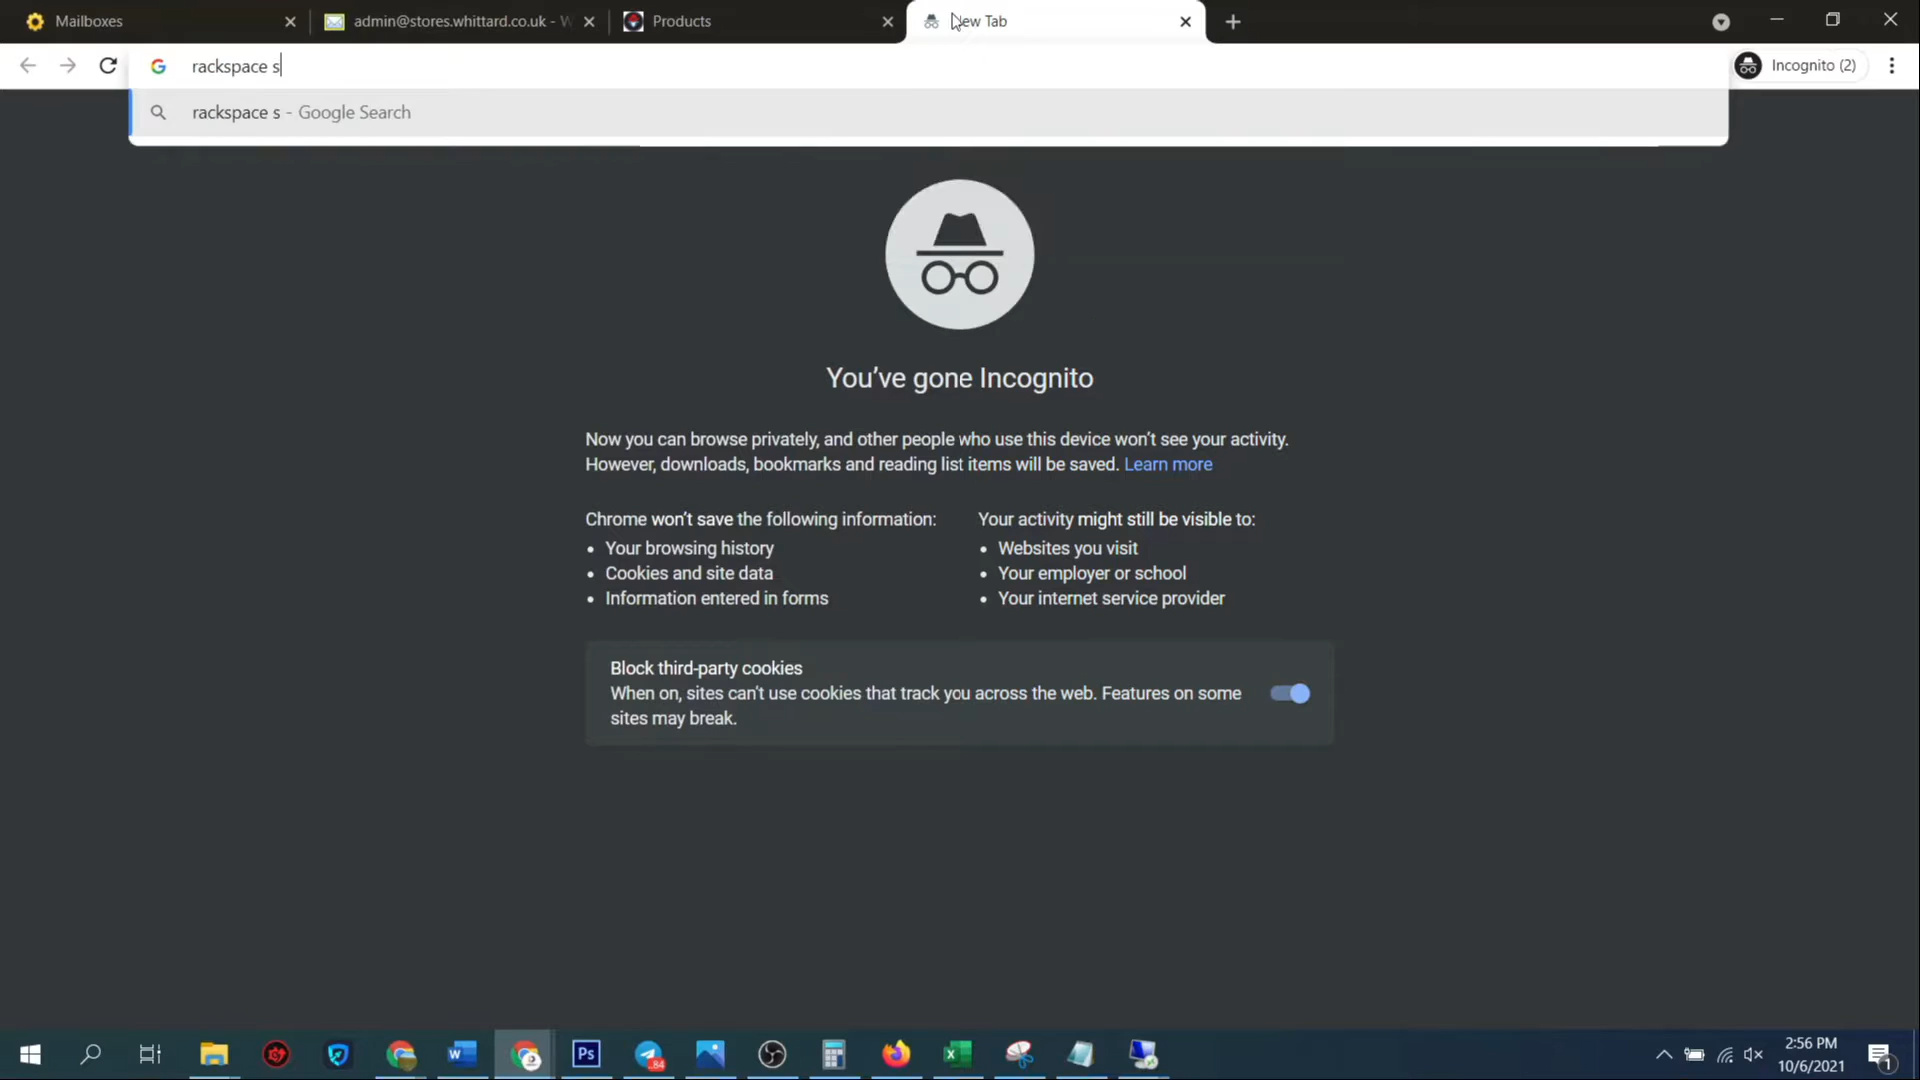 Mailboxes
admin@stores.whittard.co.uk - W
Products
New Tab
rackspace s
Incognito (2)
rackspace s - Google Search
You've gone Incognito
Now you can browse privately, and other people who use this device won't see your activity.
However, downloads, bookmarks and reading list items will be saved. Learn more
Chrome won't save the following information:
Your browsing history
Cookies and site data
Information entered in forms
Your activity might still be visible to:
Websites you visit
Your employer or school
Your internet service provider
Block third-party cookies
When on, sites can't use cookies that track you across the web. Features on some
sites may break.
Ps
84
2:56 PM
10/6/2021
1